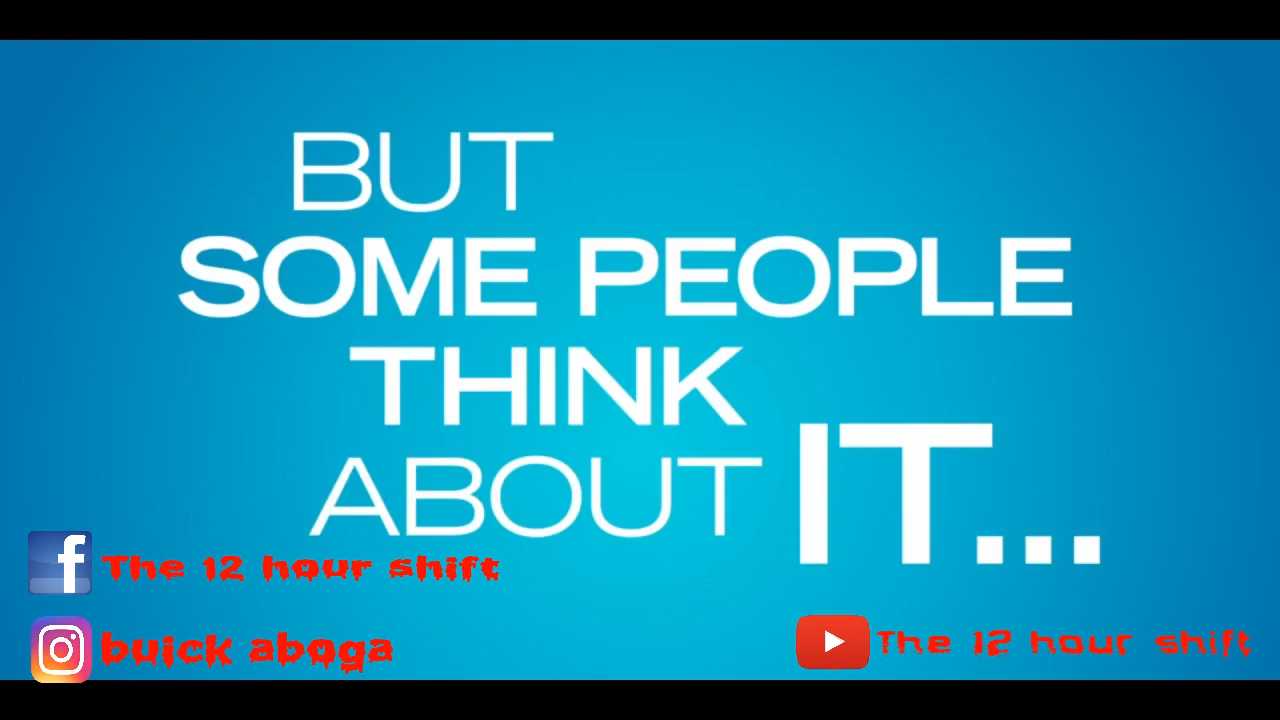 BUT
SOME PEOPLE
THINK
ABOUT IT...
The 12 hour shift
buick aboga
The 12 hour shift